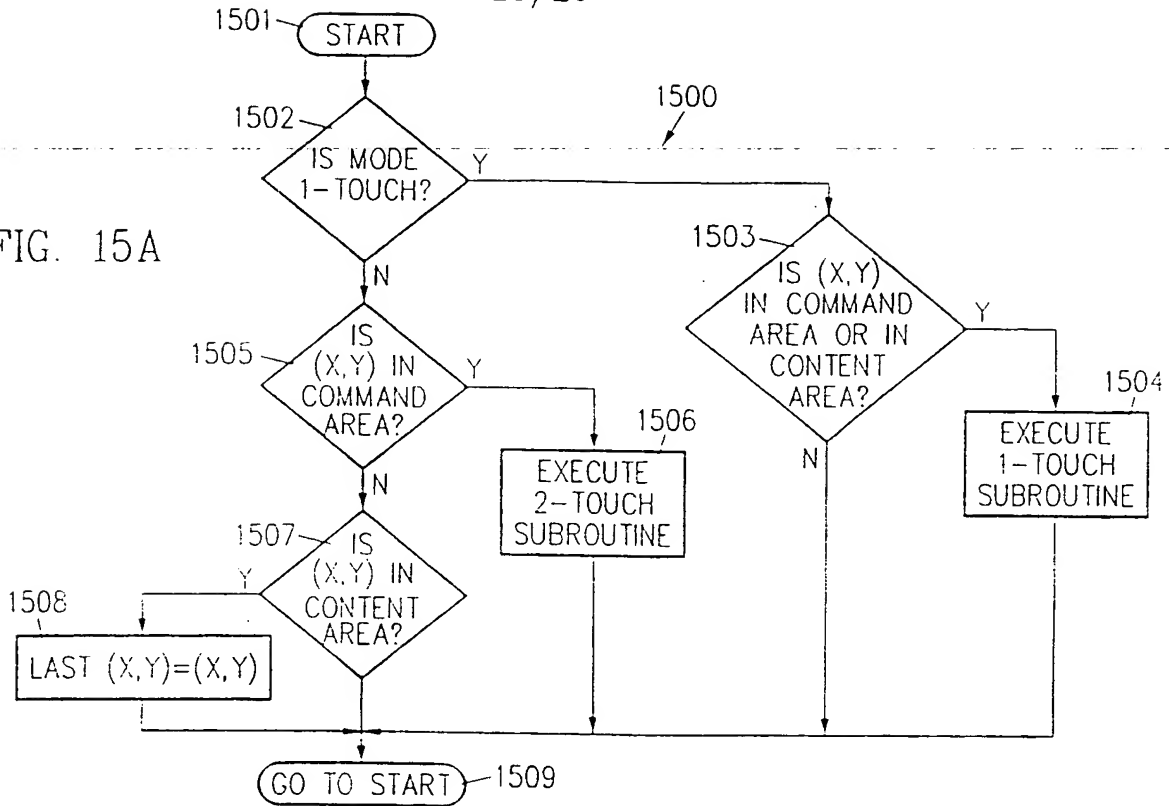 1501
START
1500
1502
IS MODE
1-TOUCH?
Y
FIG. 15A
N
1503
IS (X,Y)
IN COMMAND
AREA OR IN
CONTENT
AREA?
Y
1505
IS
(X,Y) IN
COMMAND
AREA?
Y
1504
EXECUTE
1-TOUCH
SUBROUTINE
1506
EXECUTE
2-TOUCH
SUBROUTINE
N
N
1507
IS
(X,Y) IN
CONTENT
AREA?
Y
1508
LAST (X,Y)=(X,Y)
GO TO START
1509